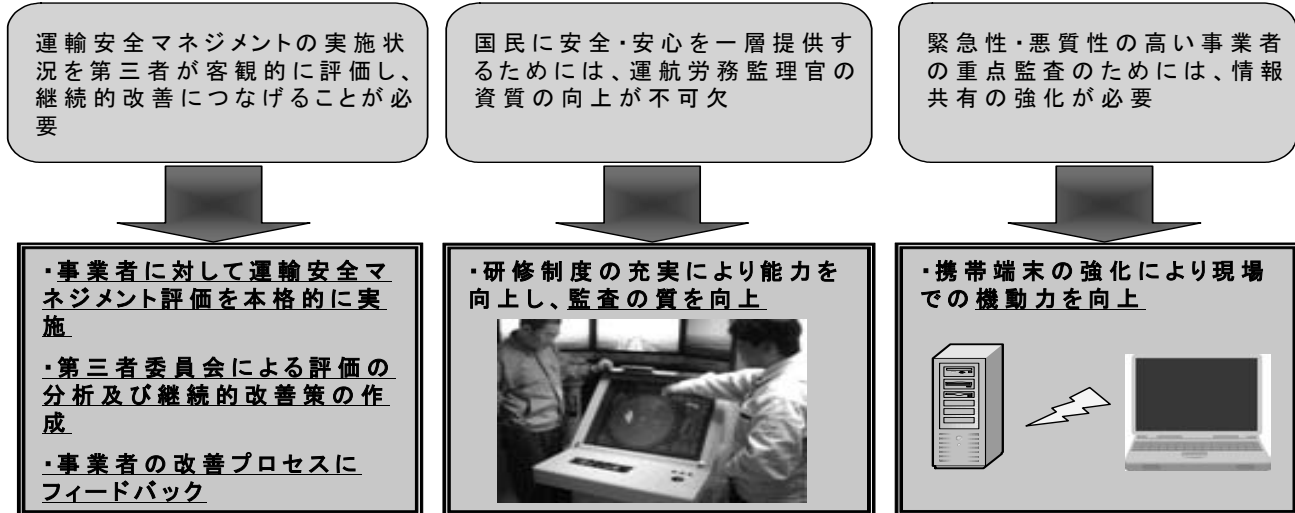 運輸安全マネジメントの実施状
況を第三者が客観的に評価し、
継続的改善につなげることが必
要
国民に安全・安心を一層提供す
るためには、運航労務監理官の
資質の向上が不可欠
緊急性・悪質性の高い事業者
の重点監査のためには、情報
共有の強化が必要
・事業者に対して運輸安全マ
ネジメント評価を本格的に実
施
・第三者委員会による評価の
分析及び継続的改善策の作
成
・事業者の改善プロセスに
フィードバック
・研修制度の充実により能力を
向上し、監査の質を向上
・携帯端末の強化により現場
での機動力を向上